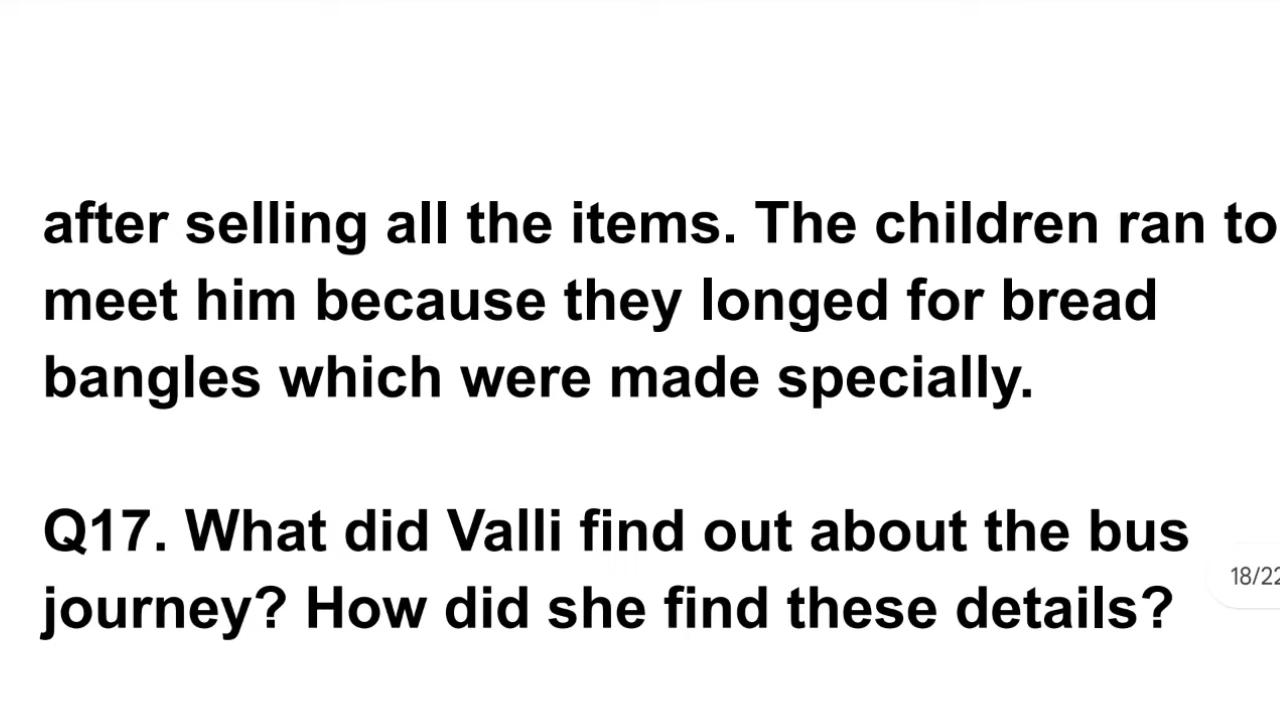 after selling all the items. The children ran to
meet him because they longed for bread
bangles which were made specially.
Q17. What did Valli find out about the bus
journey? How did she find these details?
18/22